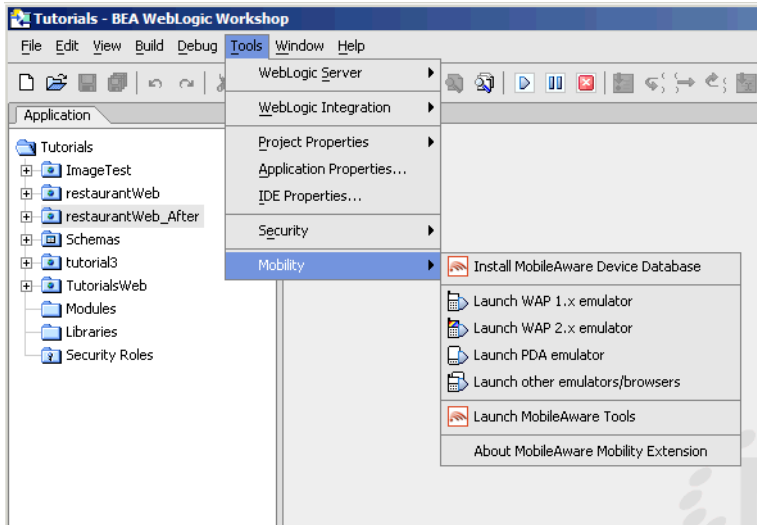 Tutorials - BEA WebLogic Workshop
File Edit View Build Debug Tools Window Help
WebLogic Server
WebLogic Integration
Project Properties
Application Properties...
IDE Properties...
Security
Mobility
Install MobileAware Device Database
Launch WAP 1.x emulator
Launch WAP 2.x emulator
Launch PDA emulator
Launch other emulators/browsers
Launch MobileAware Tools
About MobileAware Mobility Extension
Application
Tutorials
ImageTest
restaurantWeb
restaurantWeb_After
Schemas
tutorial3
TutorialsWeb
Modules
Libraries
Security Roles